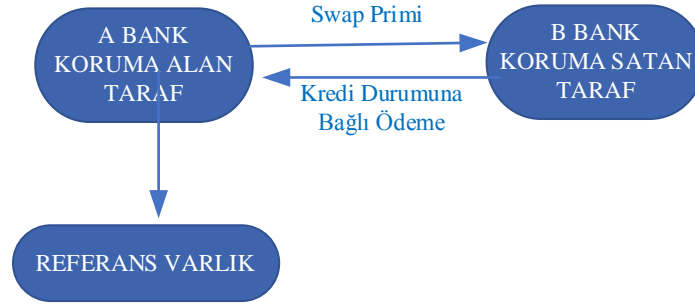 A BANK
KORUMA ALAN
TARAF
Swap Primi
Kredi Durumuna
Bağlı Ödeme
B BANK
KORUMA SATAN
TARAF
REFERANS VARLIK